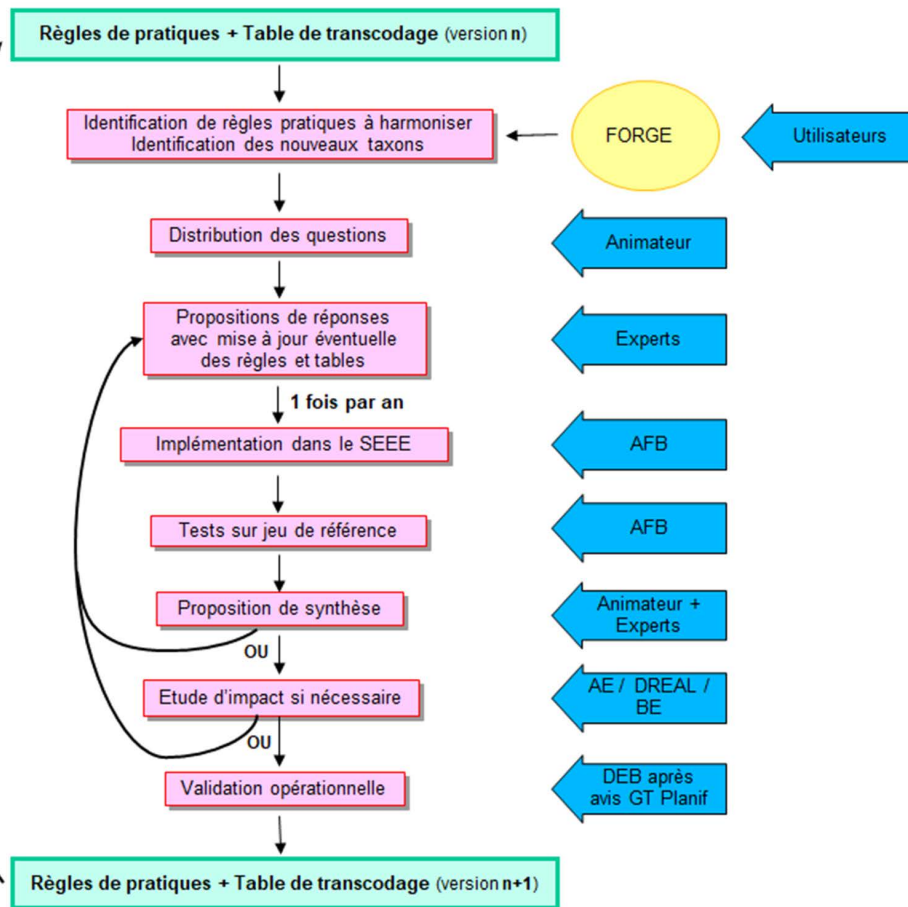 Règles de pratiques + Table de transcodage (version n)
Identification de règles pratiques à harmoniser
Identification des nouveaux taxons
FORGE
Utilisateurs
Distribution des questions
Animateur
Propositions de réponses
avec mise à jour éventuelle
des règles et tables
Experts
1 fois par an
Implémentation dans le SEEE
AFB
Tests sur jeu de référence
AFB
Proposition de synthèse
Animateur +
Experts
OU
Etude d'impact si nécessaire
AE / DREAL /
BE
OU
Validation opérationnelle
DEB après
avis GT Planif
Règles de pratiques + Table de transcodage (version n+1)